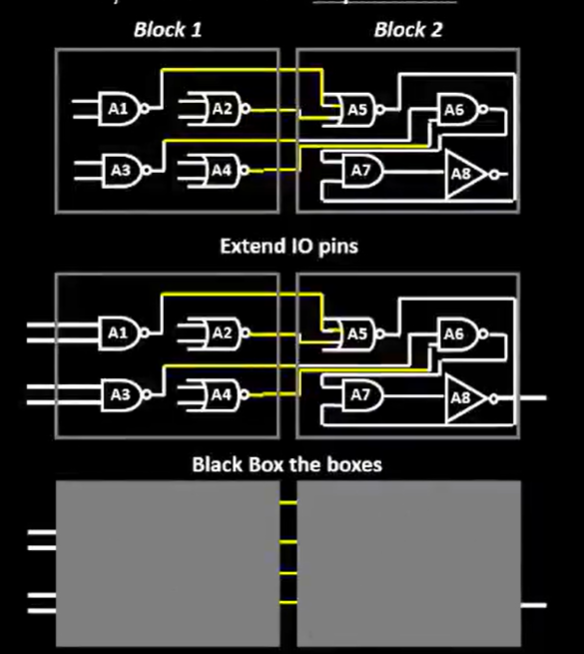 Block 1 Block 2
A1 A2 A5 A6
A3 A4 A7 A8
Extend IO pins
A1 A2 A5 A6
A3 A4 A7 A8
Black Box the boxes